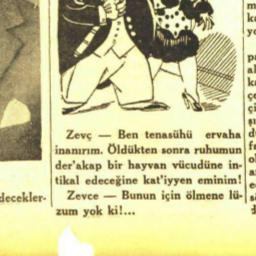 Zevç — Ben tenasühü ervaha
inanırım. Öldükten sonra ruhumun
der'akap bir hayvan vücudüne in-
tikal edeceğine kat'iyyen eminim!
Zevce — Bunun için ölmene lü-
zum yok ki!...
decekler-